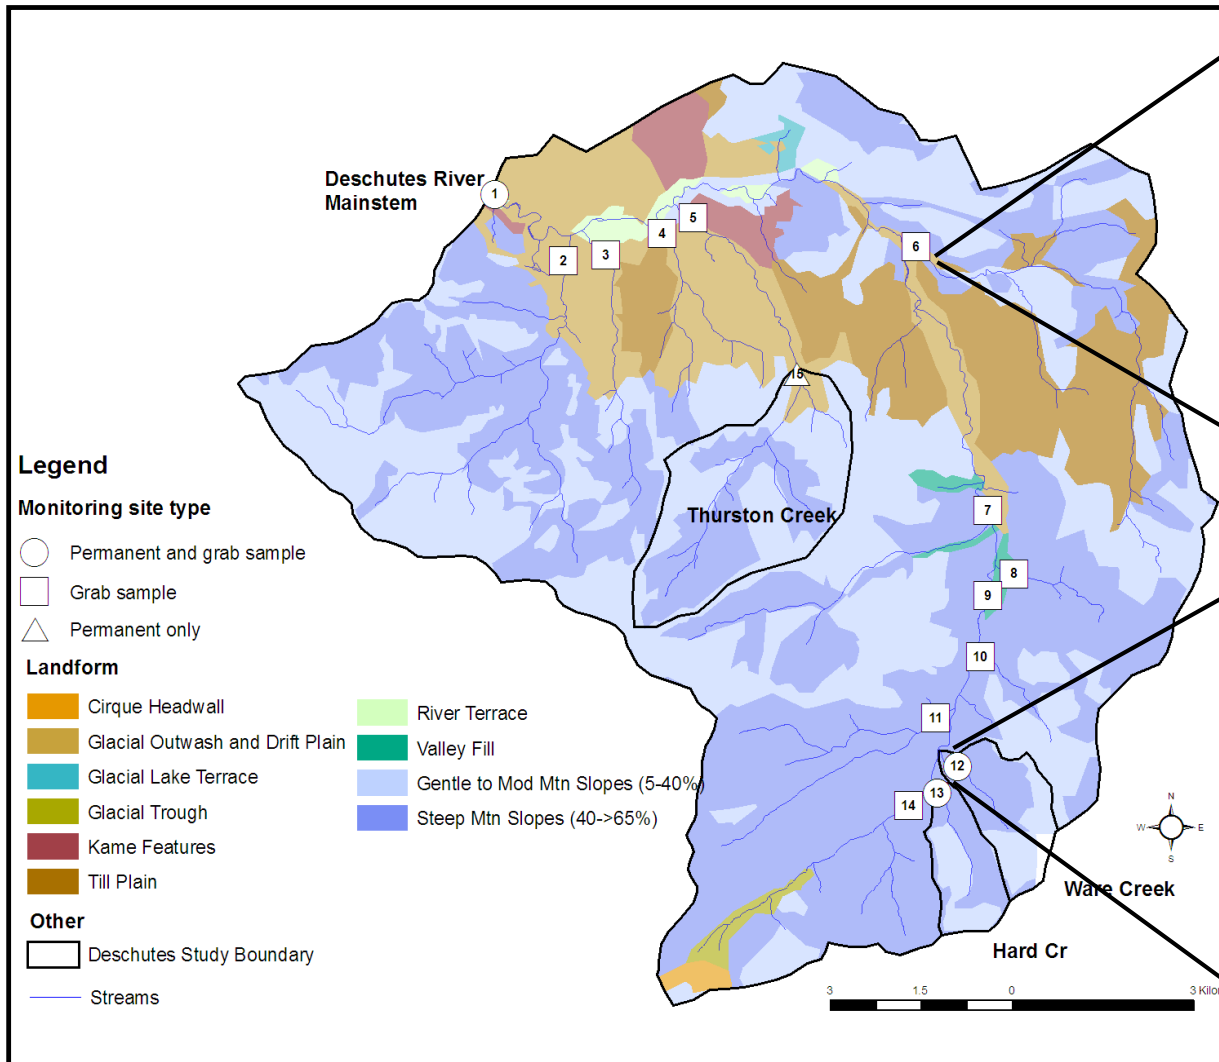 Deschutes River
Mainstem
1
2
3
4
5
6
15
Thurston Creek
7
8
9
10
11
12
13
14
Ware Creek
Hard Cr
N
W
E
S
3
1.5
0
3 Kilo
Legend
Monitoring site type
Permanent and grab sample
Grab sample
Permanent only
Landform
Cirque Headwall
Glacial Outwash and Drift Plain
Glacial Lake Terrace
Glacial Trough
Kame Features
Till Plain
River Terrace
Valley Fill
Gentle to Mod Mtn Slopes (5-40%)
Steep Mtn Slopes (40->65%)
Other
Deschutes Study Boundary
Streams